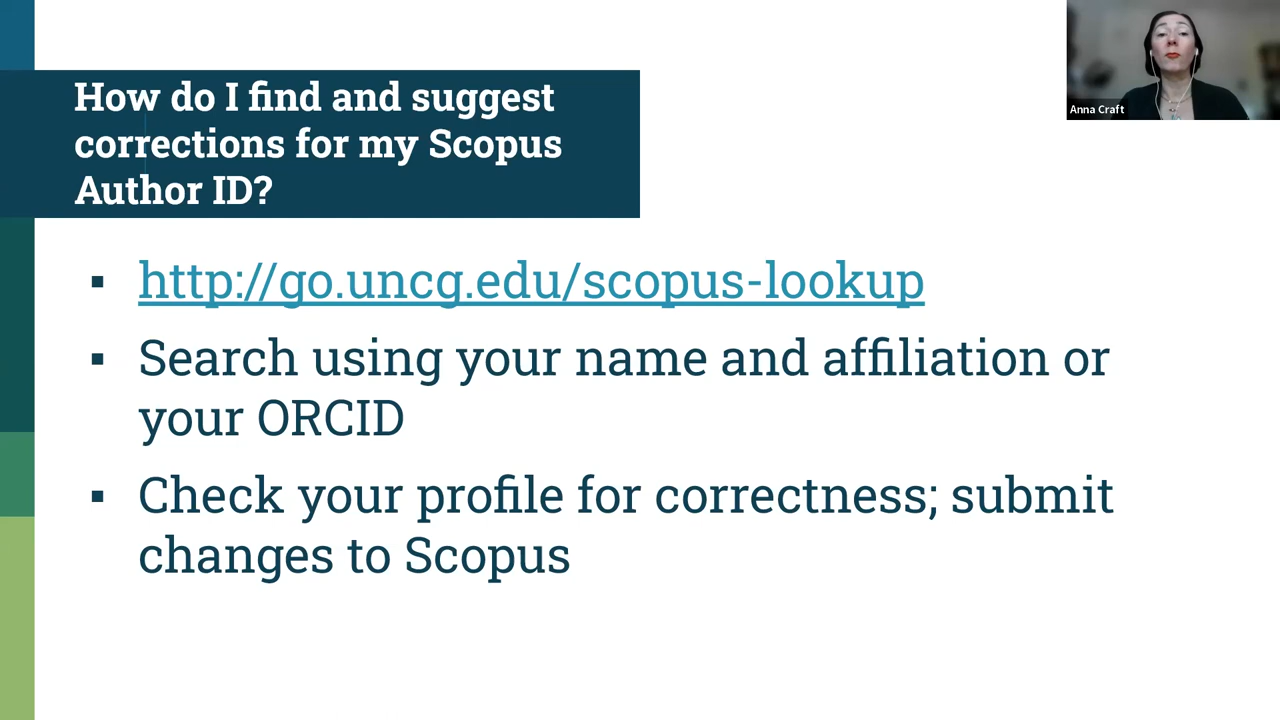 How do I find and suggest
corrections for my Scopus
Author ID?
Anna Craft
▪ http://go.uncg.edu/scopus-lookup
▪ Search using your name and affiliation or
your ORCID
▪ Check your profile for correctness; submit
changes to Scopus